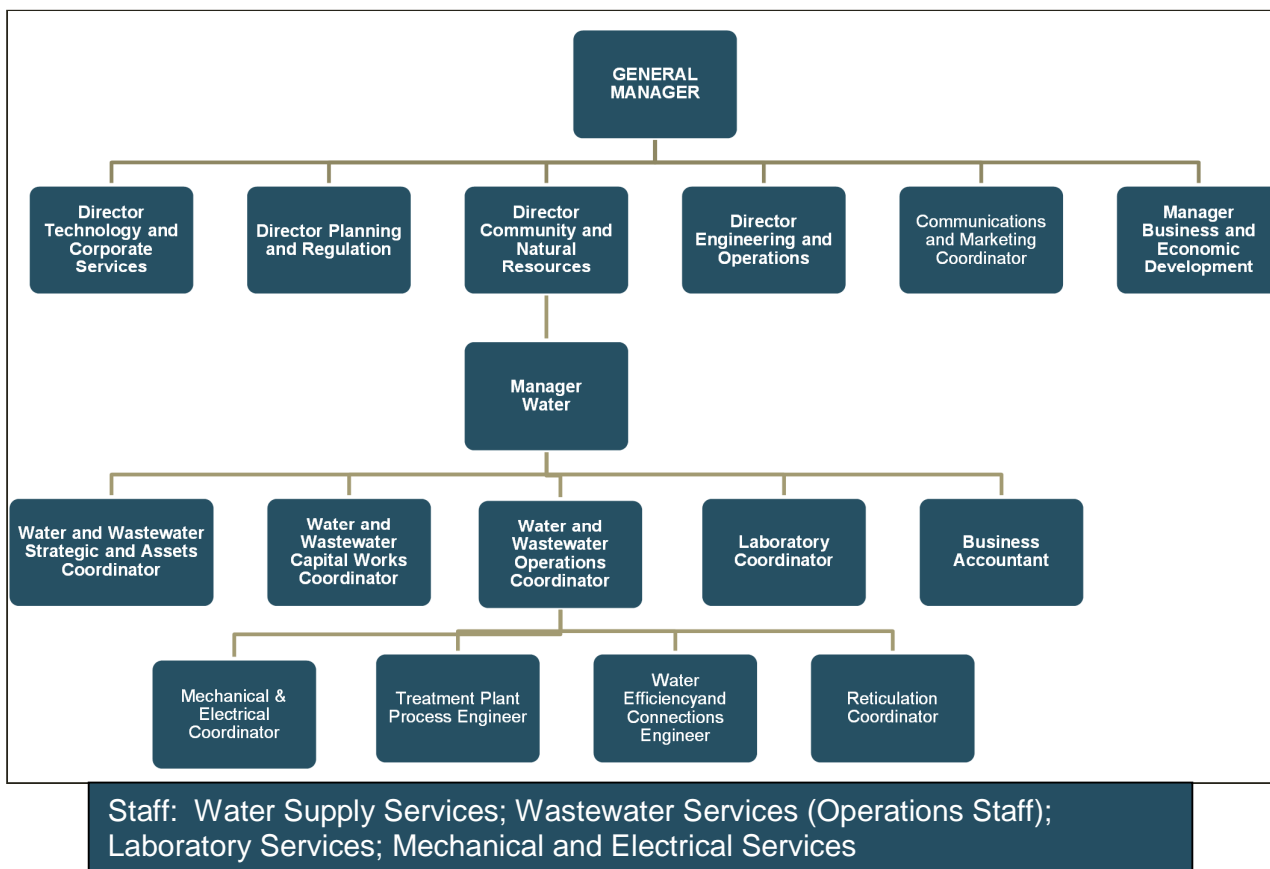 GENERAL
MANAGER
Director
Technology and
Corporate
Services
Director Planning
and Regulation
Director
Community and
Natural
Resources
Director
Engineering and
Operations
Communications
and Marketing
Coordinator
Manager
Business and
Economic
Development
Manager
Water
Water and Wastewater
Strategic and Assets
Coordinator
Water and
Wastewater
Capital Works
Coordinator
Water and
Wastewater
Operations
Coordinator
Laboratory
Coordinator
Business
Accountant
Mechanical &
Electrical
Coordinator
Treatment Plant
Process Engineer
Water
Efficiencyand
Connections
Engineer
Reticulation
Coordinator
Staff: Water Supply Services; Wastewater Services (Operations Staff);
Laboratory Services; Mechanical and Electrical Services